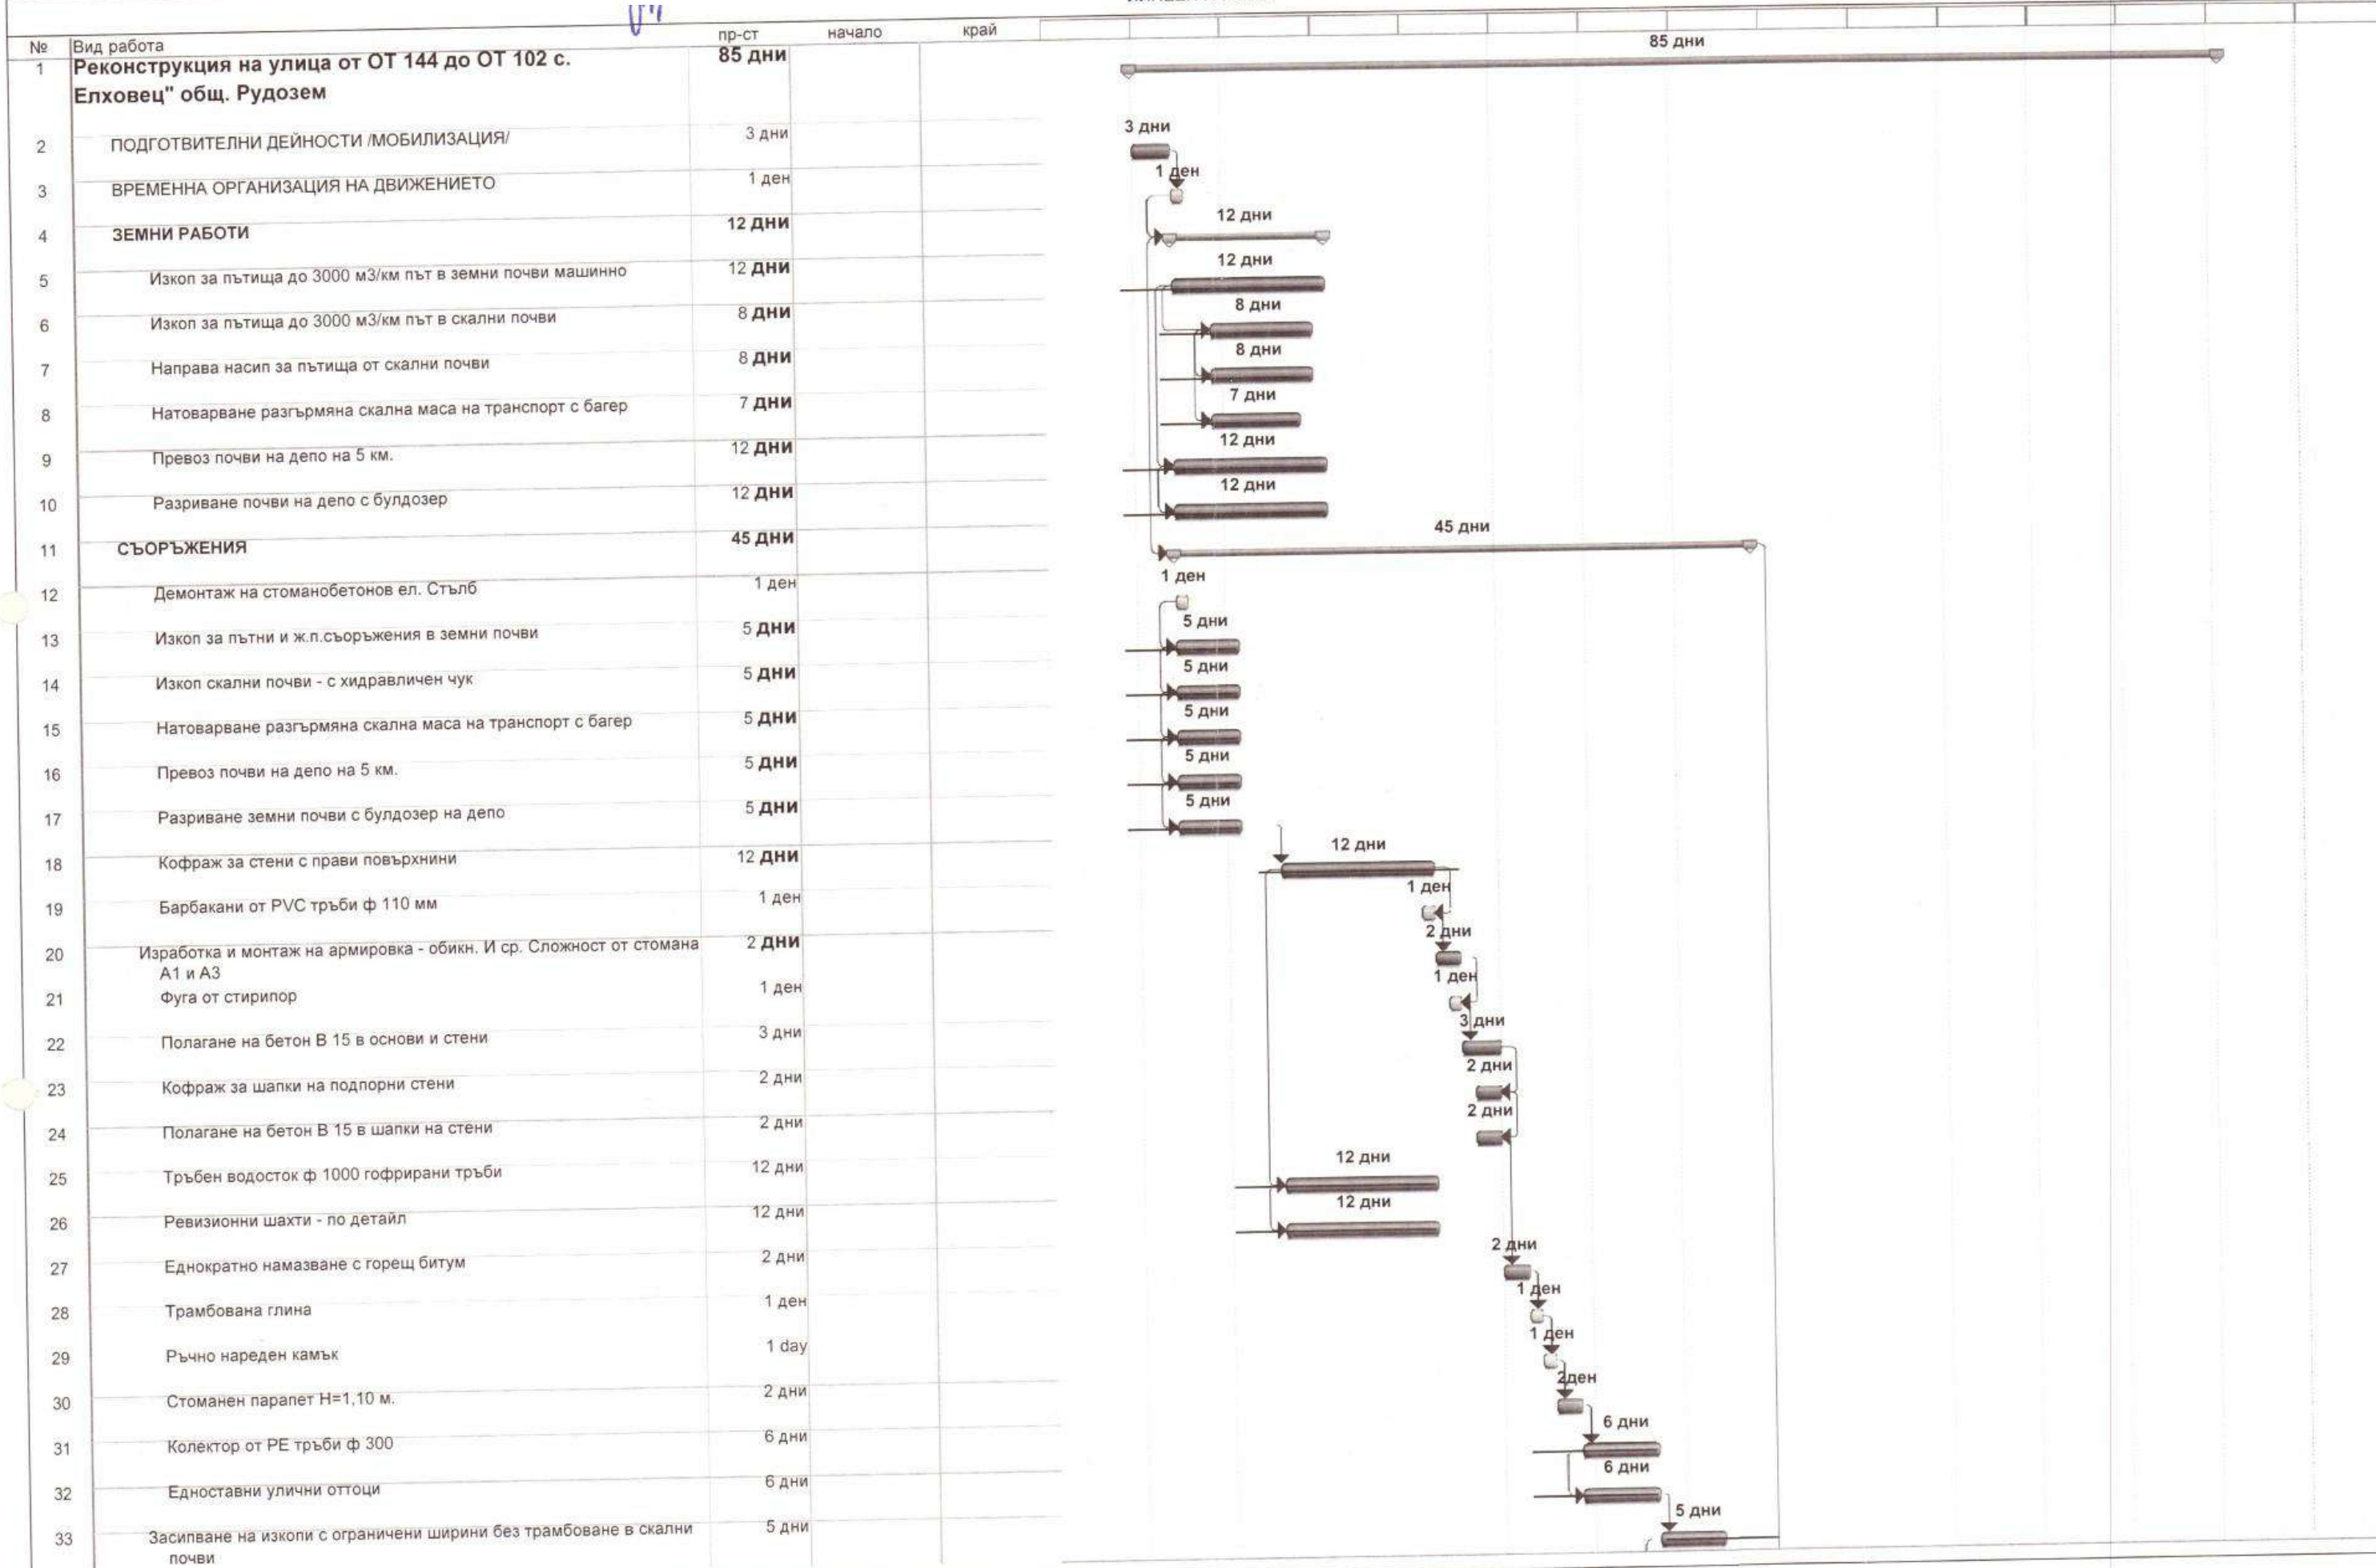 № Вид работа пр-ст начало край
1 Реконструкция на улица от ОТ 144 до ОТ 102 с. 85 дни 85 дни
Елховец" общ. Рудозем
2 ПОДГОТВИТЕЛНИ ДЕЙНОСТИ /МОБИЛИЗАЦИЯ/ 3 дни 3 дни
3 ВРЕМЕННА ОРГАНИЗАЦИЯ НА ДВИЖЕНИЕТО 1 ден 1 ден
4 ЗЕМНИ РАБОТИ 12 дни 12 дни
5 Изкоп за пътища до 3000 м3/км път в земни почви машинно 12 дни 12 дни
6 Изкоп за пътища до 3000 м3/км път в скални почви 8 дни 8 дни
7 Направа насип за пътища от скални почви 8 дни 8 дни
8 Натоварване разгърмяна скална маса на транспорт с багер 7 дни 7 дни
9 Превоз почви на депо на 5 км. 12 дни 12 дни
10 Разриване почви на депо с булдозер 12 дни 12 дни
11 СЪОРЪЖЕНИЯ 45 дни 45 дни
12 Демонтаж на стоманобетонов ел. Стълб 1 ден 1 ден
13 Изкоп за пътни и ж.п.съоръжения в земни почви 5 дни 5 дни
14 Изкоп скални почви - с хидравличен чук 5 дни 5 дни
15 Натоварване разгърмяна скална маса на транспорт с багер 5 дни 5 дни
16 Превоз почви на депо на 5 км. 5 дни 5 дни
17 Разриване земни почви с булдозер на депо 5 дни 5 дни
18 Кофраж за стени с прави повърхнини 12 дни 12 дни
19 Барбакани от PVC тръби ф 110 мм 1 ден 1 ден
20 Изработка и монтаж на армировка - обикн. И ср. Сложност от стомана 2 дни 2 дни
А1 и А3
21 Фуга от стирипор 1 ден 1 ден
22 Полагане на бетон В 15 в основи и стени 3 дни 3 дни
23 Кофраж за шапки на подпорни стени 2 дни 2 дни
24 Полагане на бетон В 15 в шапки на стени 2 дни 2 дни
25 Тръбен водосток ф 1000 гофрирани тръби 12 дни 12 дни
26 Ревизионни шахти - по детайл 12 дни 12 дни
27 Еднократно намазване с горещ битум 2 дни 2 дни
28 Трамбована глина 1 ден 1 ден
29 Ръчно нареден камък 1 day 1 ден
30 Стоманен парапет Н=1,10 м. 2 дни 2ден
31 Колектор от РЕ тръби ф 300 6 дни 6 дни
32 Едноставни улични оттоци 6 дни 6 дни
33 Засипване на изкопи с ограничени ширини без трамбоване в скални 5 дни 5 дни
почви